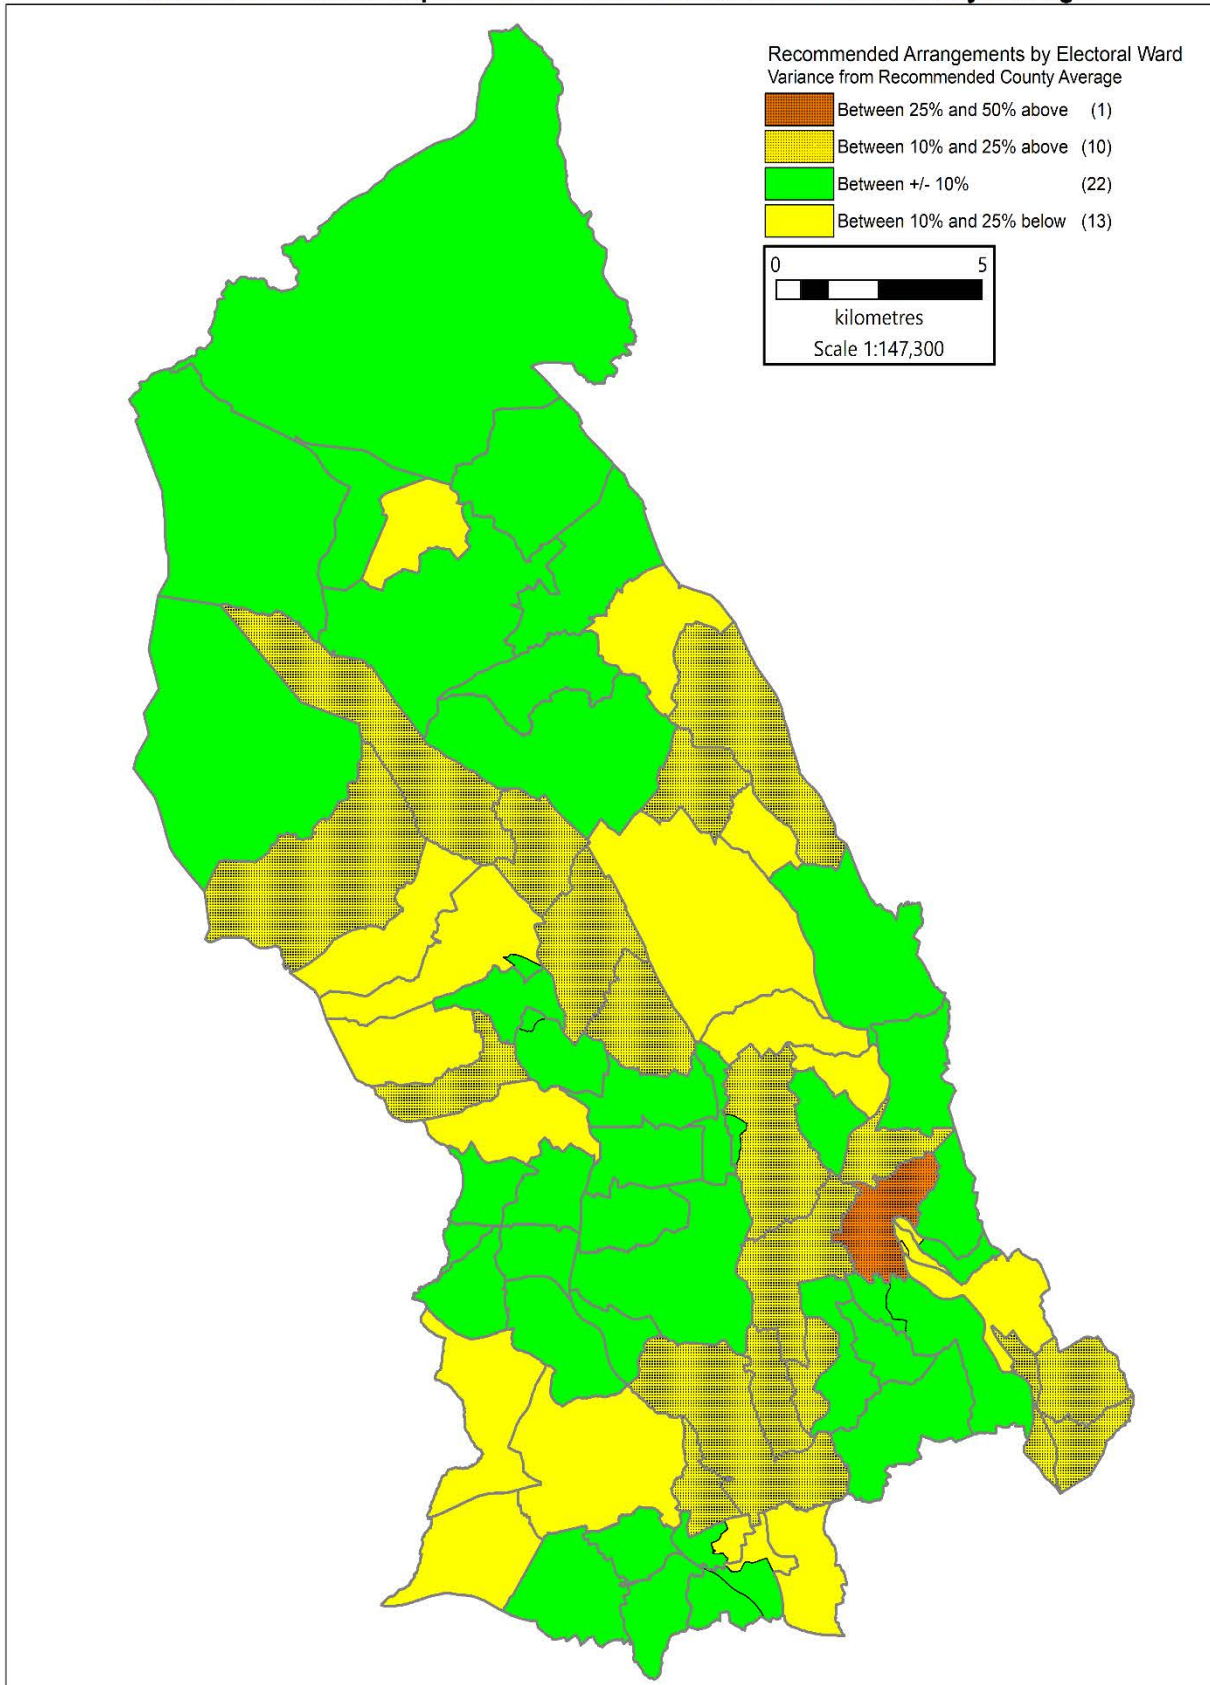 Recommended Arrangements by Electoral Ward
Variance from Recommended County Average
Between 25% and 50% above (1)
Between 10% and 25% above (10)
Between +/- 10% (22)
Between 10% and 25% below (13)
0 5
kilometres
Scale 1:147,300